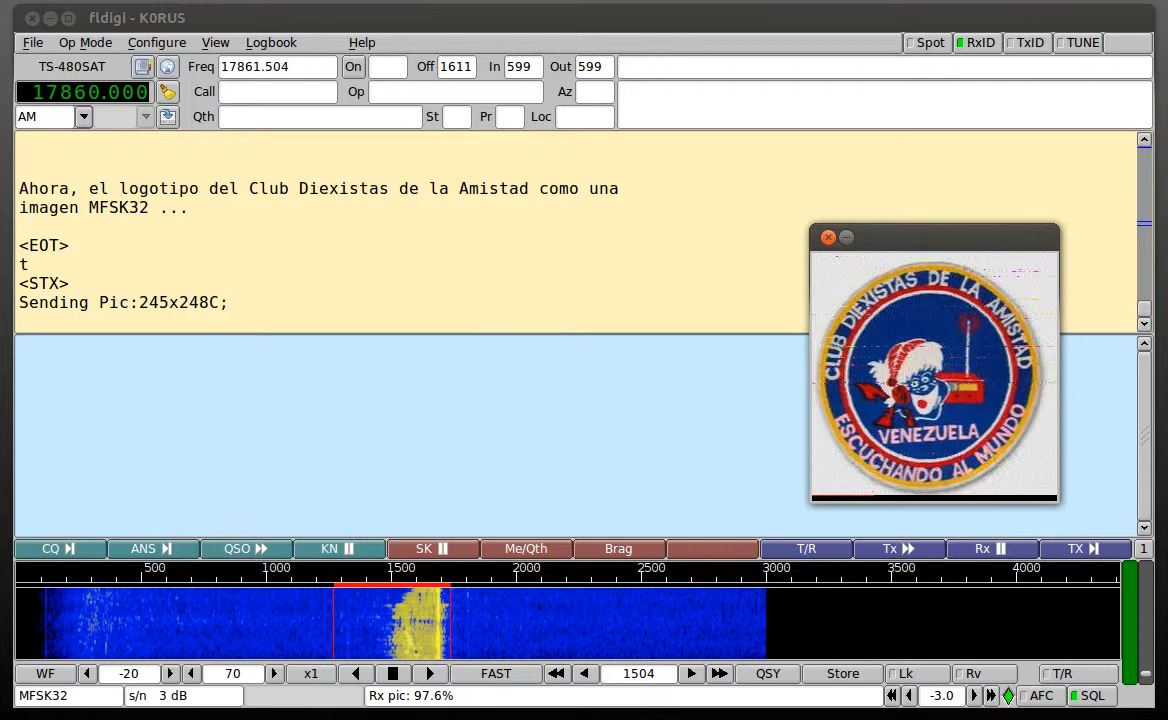 fldigi - K0RUS
File Op Mode Configure View Logbook Help Spot RxID TxID TUNE
TS-480SAT Freq 17861.504 On Off 1611 In 599 Out 599
17860.000 Call Op Az
AM Qth St Pr Loc
Ahora, el logotipo del Club Diexistas de la Amistad como una
imagen MFSK32 ...
<EOT>
t
<STX>
Sending Pic:245x248C;
CLUB DIEXISTAS DE LA AMISTAD
VENEZUELA
ESCUCHANDO AL MUNDO
CQ ANS QSO KN SK Me/Qth Brag T/R Tx Rx TX 1
500 1000 1500 2000 2500 3000 3500 4000
WF -20 70 x1 FAST 1504 QSY Store Lk Rv T/R
MFSK32 s/n 3 dB Rx pic: 97.6% -3.0 AFC SQL